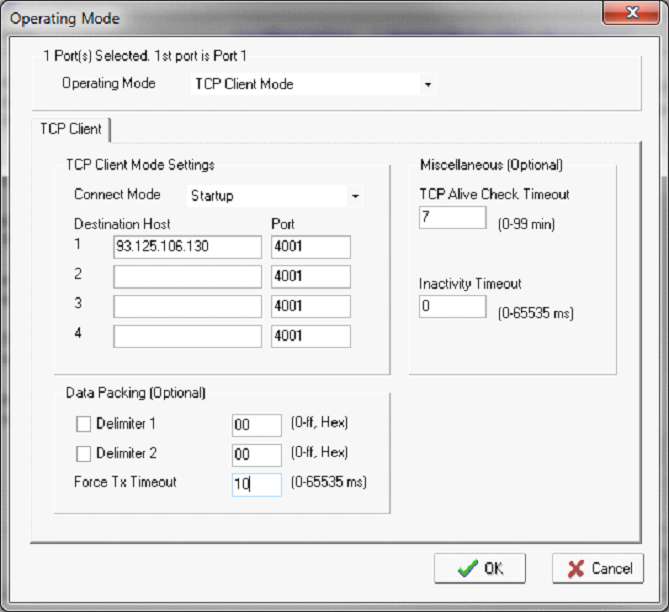 Operating Mode
1 Port(s) Selected. 1st port is Port 1
Operating Mode TCP Client Mode
TCP Client
TCP Client Mode Settings
Connect Mode Startup
Destination Host Port
1 93.125.106.130 4001
2 4001
3 4001
4 4001
Miscellaneous (Optional)
TCP Alive Check Timeout
7 (0-99 min)
Inactivity Timeout
0 (0-65535 ms)
Data Packing (Optional)
Delimiter 1 00 (0-ff, Hex)
Delimiter 2 00 (0-ff, Hex)
Force Tx Timeout 10 (0-65535 ms)
OK Cancel